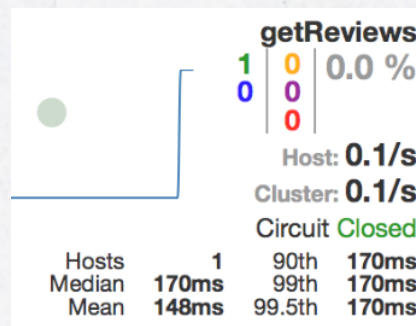 getReviews
1 0 0.0 %
0 0
0
Host: 0.1/s
Cluster: 0.1/s
Circuit Closed
Hosts 1 90th 170ms
Median 170ms 99th 170ms
Mean 148ms 99.5th 170ms